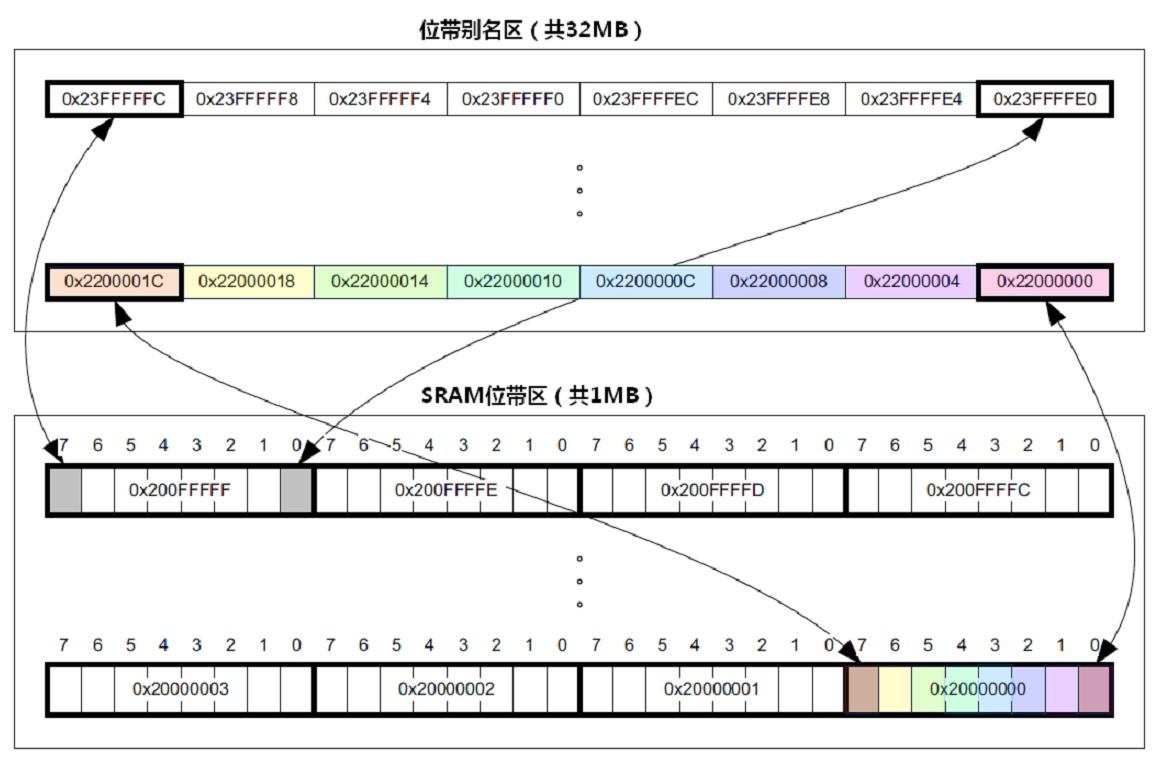 位带别名区（共32MB）
0x23FFFFFC 0x23FFFFF8 0x23FFFFF4 0x23FFFFF0 0x23FFFFEC 0x23FFFFE8 0x23FFFFE4 0x23FFFFE0
0x2200001C 0x22000018 0x22000014 0x22000010 0x2200000C 0x22000008 0x22000004 0x22000000
SRAM位带区（共1MB）
7 6 5 4 3 2 1 0 7 6 5 4 3 2 1 0 7 6 5 4 3 2 1 0 7 6 5 4 3 2 1 0
0x200FFFFF 0x200FFFFE 0x200FFFFD 0x200FFFFC
7 6 5 4 3 2 1 0 7 6 5 4 3 2 1 0 7 6 5 4 3 2 1 0 7 6 5 4 3 2 1 0
0x20000003 0x20000002 0x20000001 0x20000000